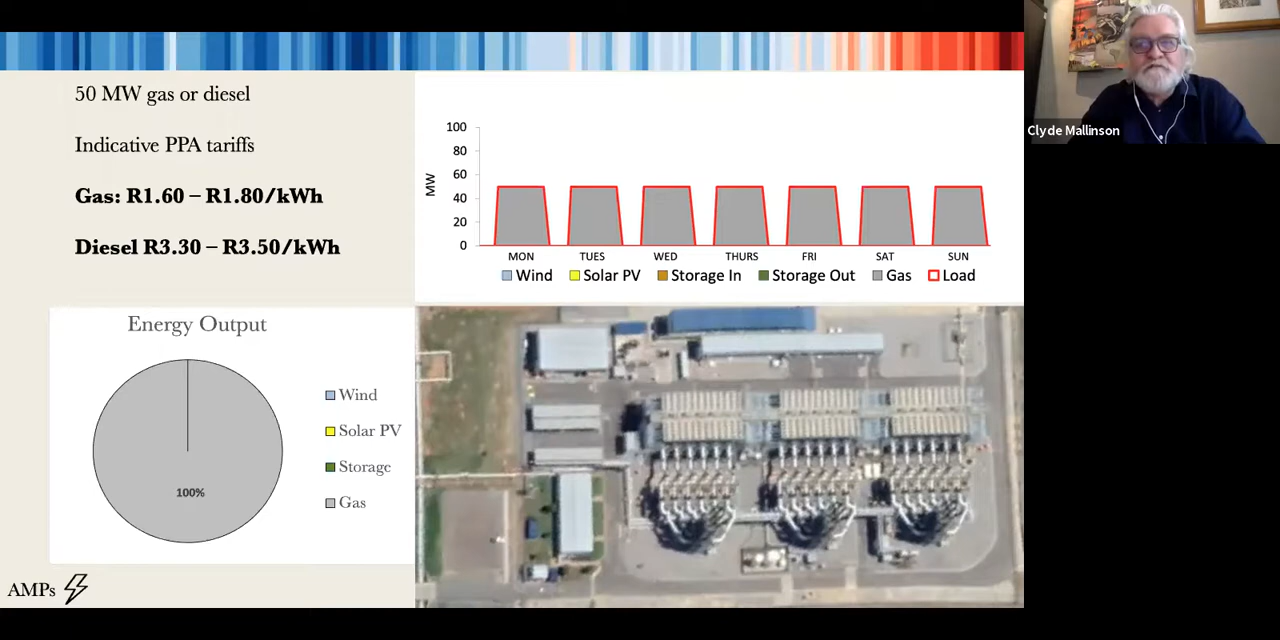 50 MW gas or diesel
Indicative PPA tariffs
Gas: R1.60 – R1.80/kWh
Diesel R3.30 – R3.50/kWh
100
80
60
40
20
0
MW
MON TUES WED THURS FRI SAT SUN
Wind Solar PV Storage In Storage Out Gas Load
Energy Output
100%
Wind
Solar PV
Storage
Gas
AMPs
Clyde Mallinson